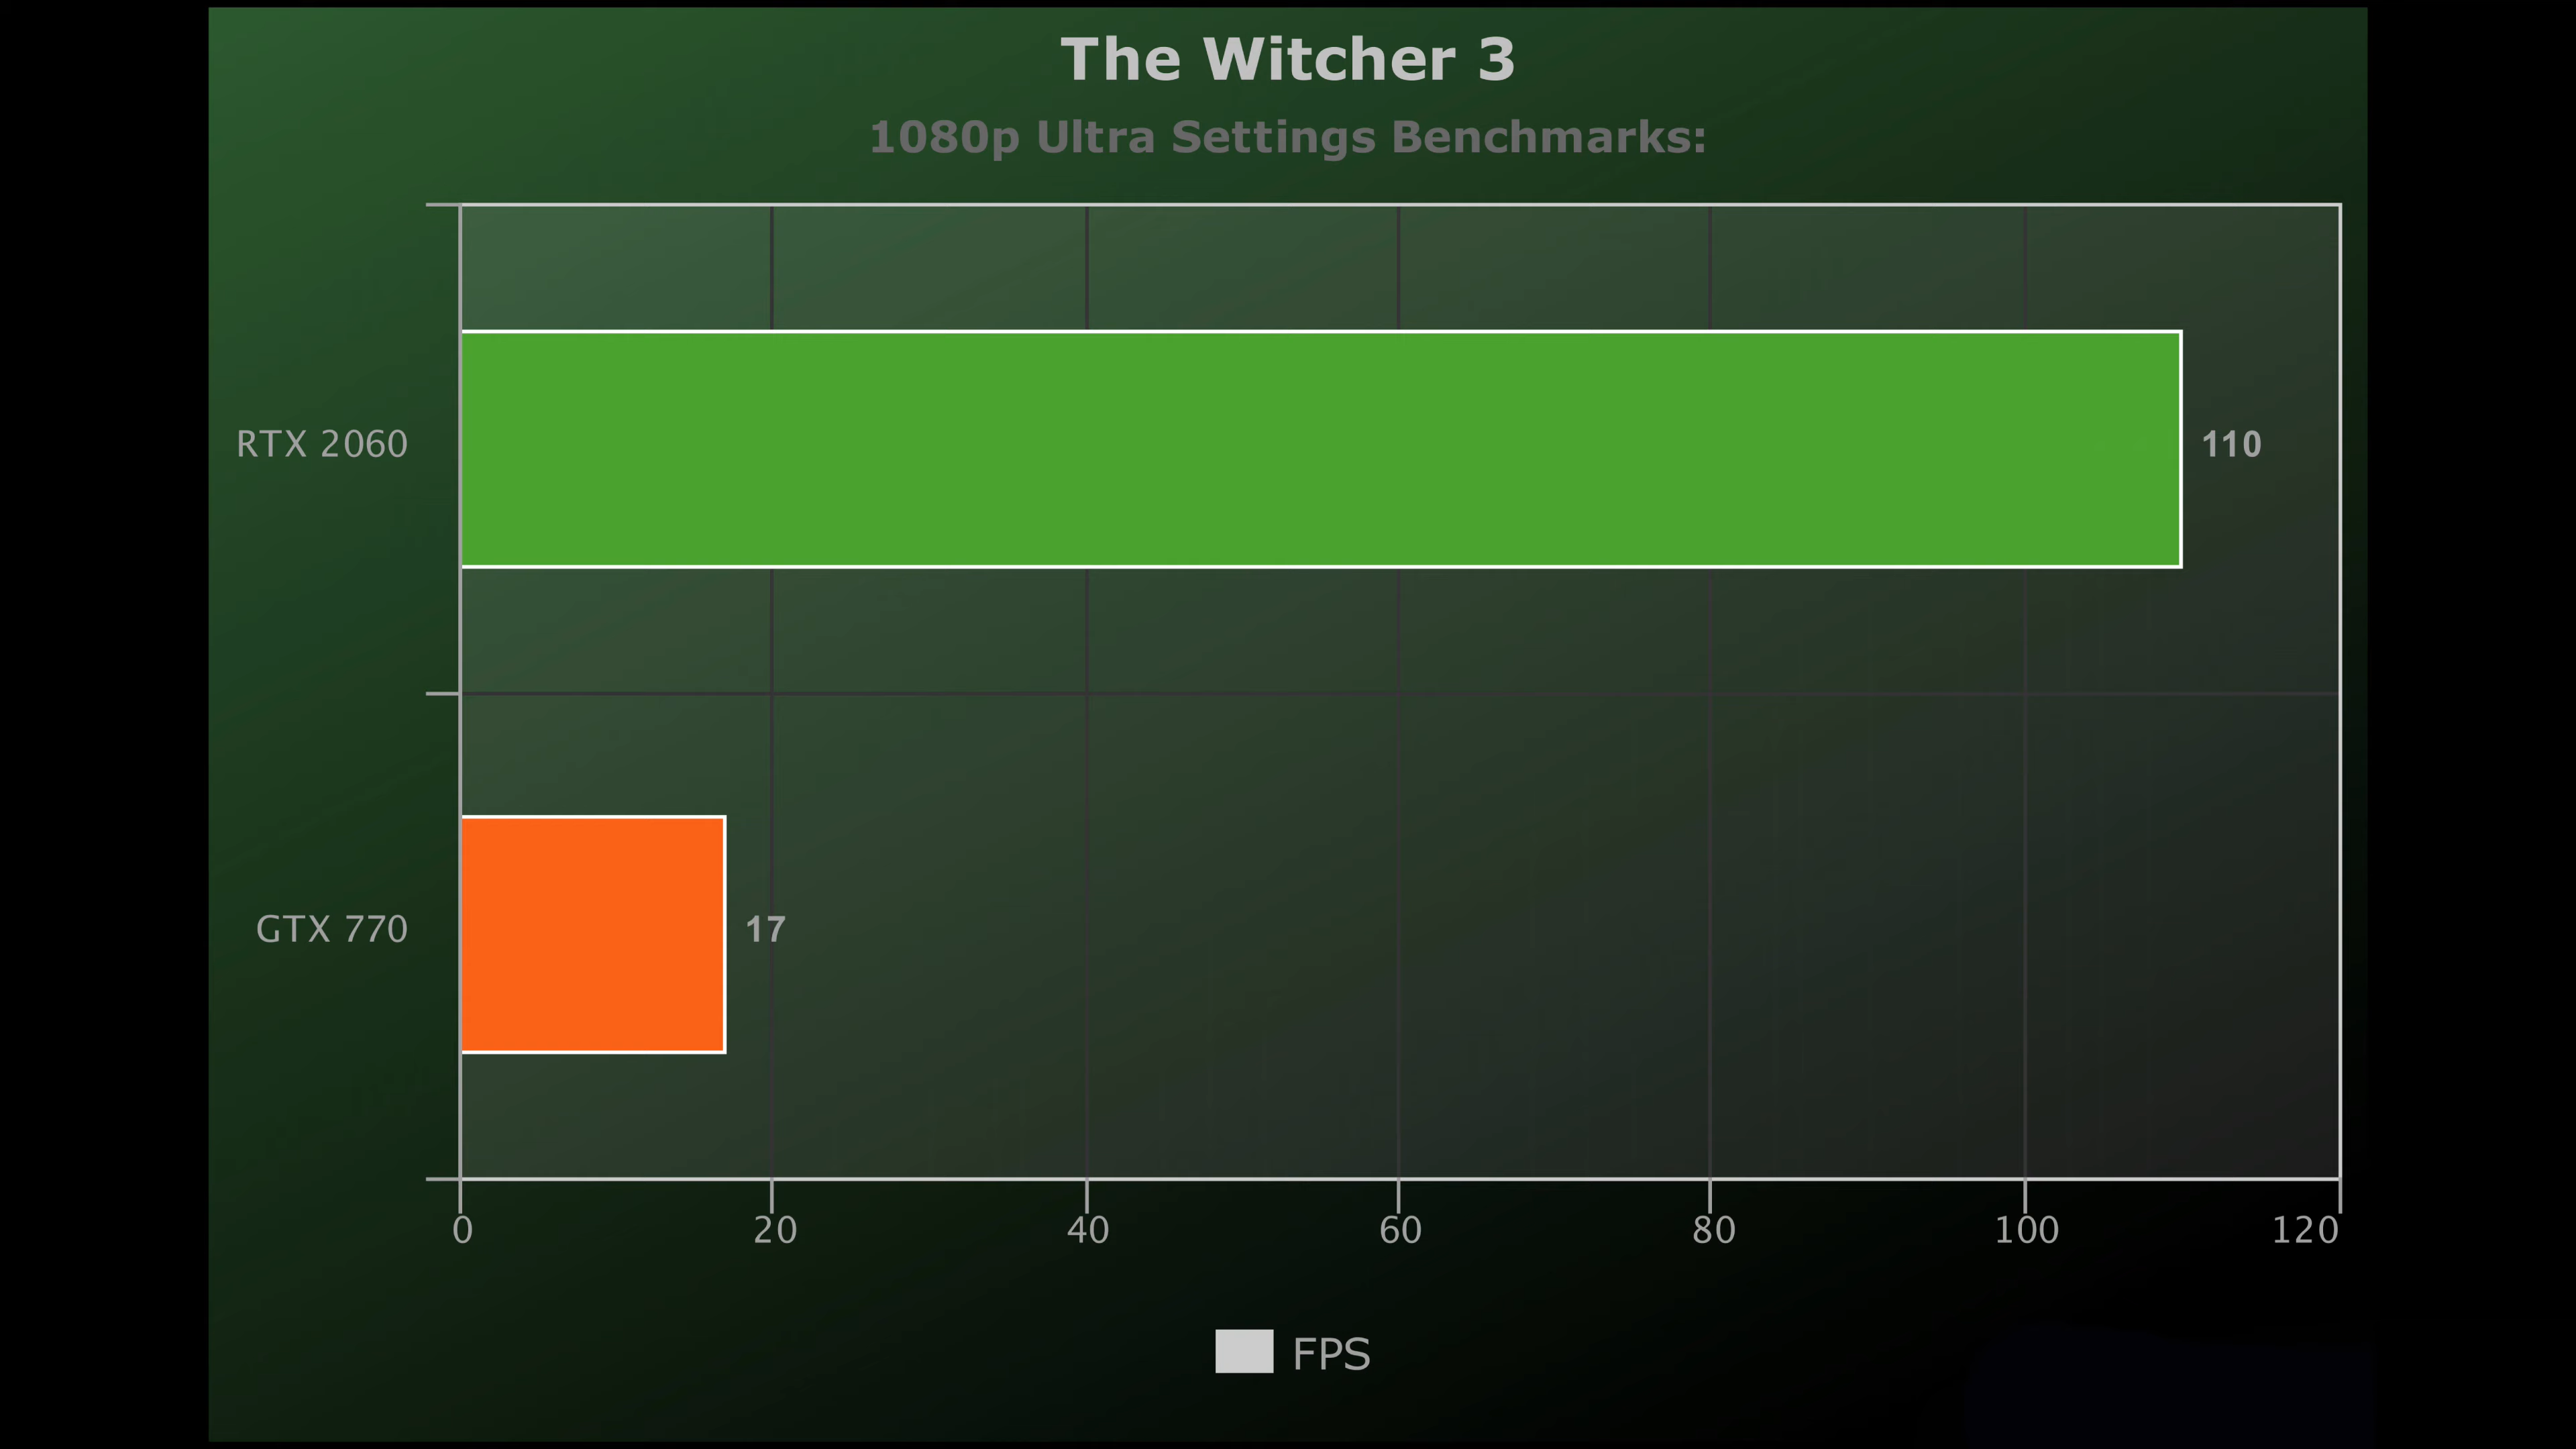 The Witcher 3
1080p Ultra Settings Benchmarks:
RTX 2060
110
GTX 770
17
0 20 40 60 80 100 120
FPS